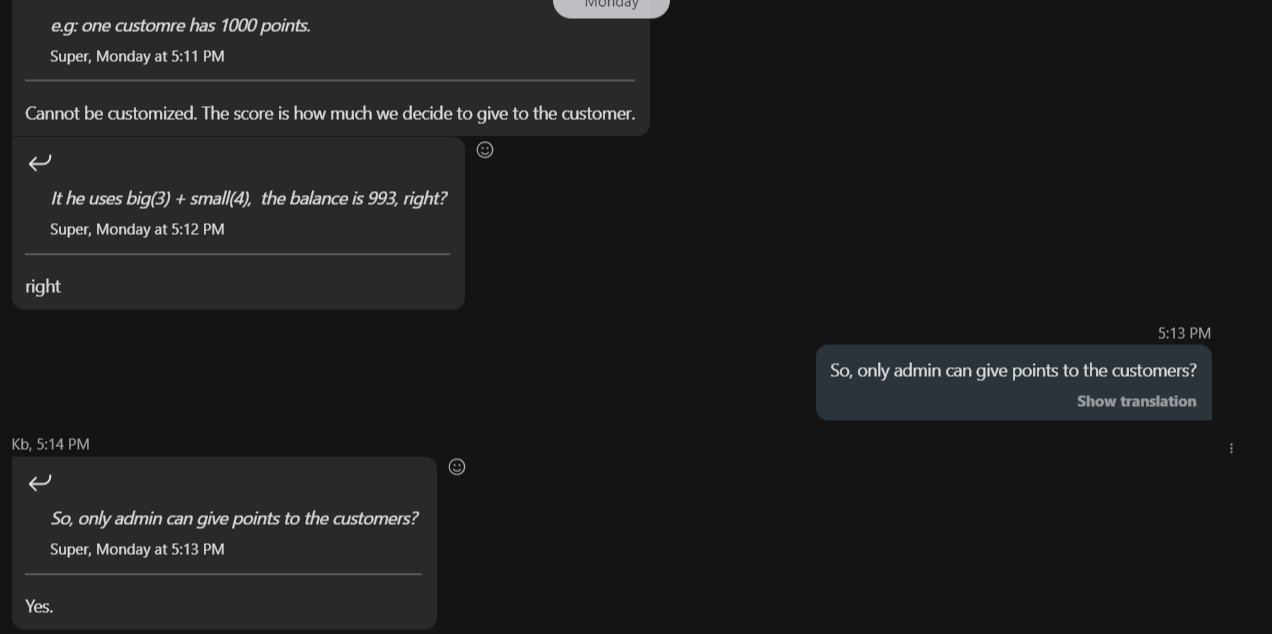 Monday
e.g: one customre has 1000 points.
Super, Monday at 5:11 PM
Cannot be customized. The score is how much we decide to give to the customer.
It he uses big(3) + small(4),  the balance is 993, right?
Super, Monday at 5:12 PM
right
5:13 PM
So, only admin can give points to the customers?
Show translation
Kb, 5:14 PM
So, only admin can give points to the customers?
Super, Monday at 5:13 PM
Yes.